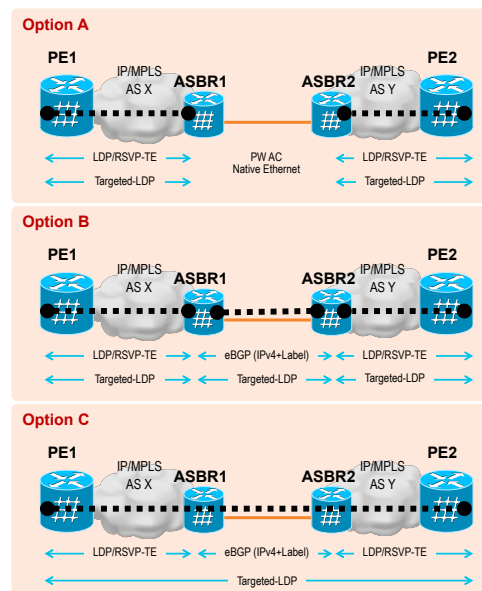 Option A
PE1
IP/MPLS
AS X
ASBR1
ASBR2
IP/MPLS
AS Y
PE2
LDP/RSVP-TE
PW AC
Native Ethernet
LDP/RSVP-TE
Targeted-LDP
Targeted-LDP
Option B
PE1
IP/MPLS
AS X
ASBR1
ASBR2
IP/MPLS
AS Y
PE2
LDP/RSVP-TE
eBGP (IPv4+Label)
LDP/RSVP-TE
Targeted-LDP
Targeted-LDP
Targeted-LDP
Option C
PE1
IP/MPLS
AS X
ASBR1
ASBR2
IP/MPLS
AS Y
PE2
LDP/RSVP-TE
eBGP (IPv4+Label)
LDP/RSVP-TE
Targeted-LDP